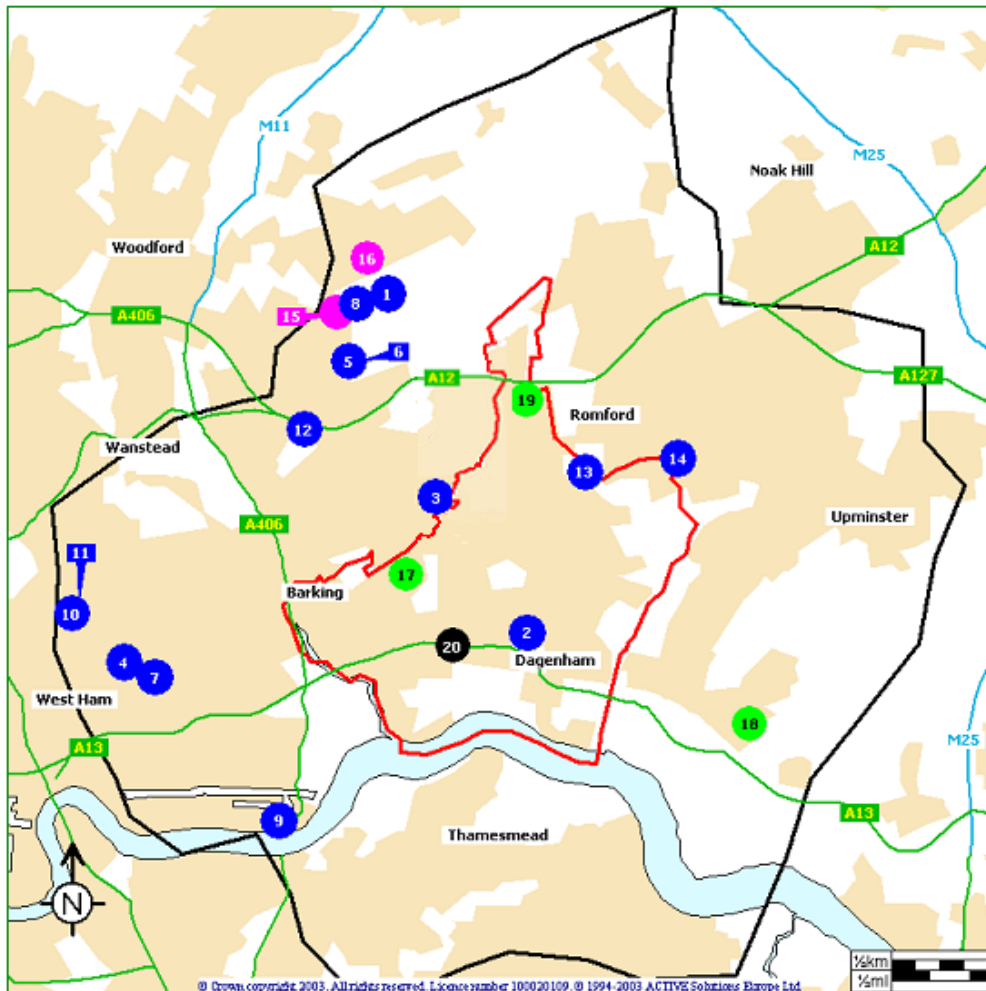 M11
M25
Noak Hill
Woodford
A12
16
1
8
15
A406
5
6
A12
A127
19
Romford
12
Wanstead
14
13
3
Upminster
A406
11
17
Barking
10
2
20
Dagenham
4
7
West Ham
18
M25
A13
A13
9
Thamesmead
N
½km
½ml
© Crown copyright 2003. All rights reserved. Licence number 100020109. © 1994-2003 ACTIVE Solutions Europe Ltd